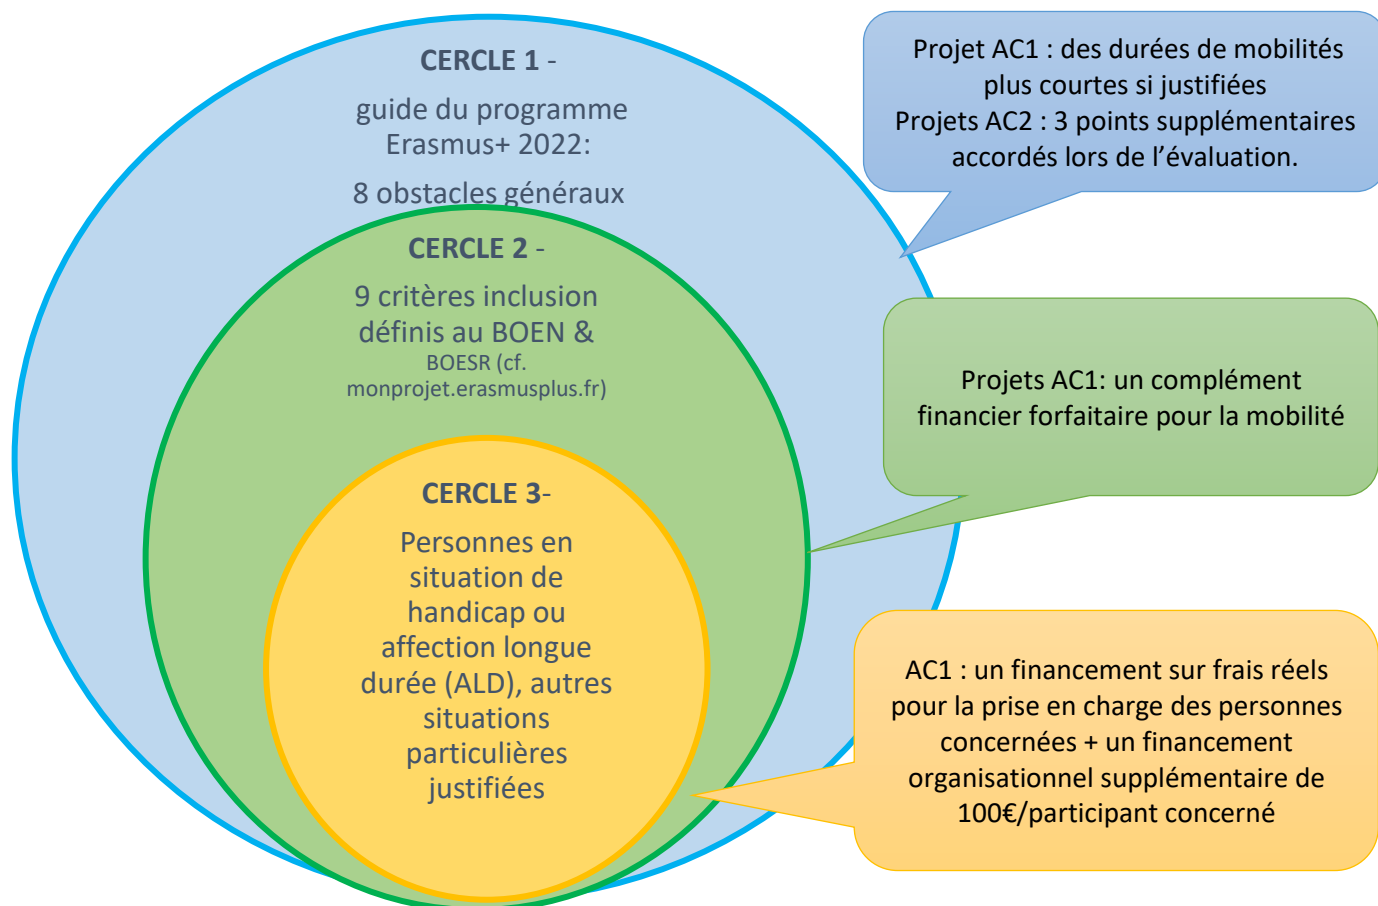 CERCLE 1 -
guide du programme
Erasmus+ 2022:
8 obstacles généraux
CERCLE 2 -
9 critères inclusion
définis au BOEN &
BOESR (cf.
monprojet.erasmusplus.fr)
CERCLE 3-
Personnes en
situation de
handicap ou
affection longue
durée (ALD), autres
situations
particulières
justifiées
Projet AC1 : des durées de mobilités
plus courtes si justifiées
Projets AC2 : 3 points supplémentaires
accordés lors de l’évaluation.
Projets AC1: un complément
financier forfaitaire pour la mobilité
AC1 : un financement sur frais réels
pour la prise en charge des personnes
concernées + un financement
organisationnel supplémentaire de
100€/participant concerné